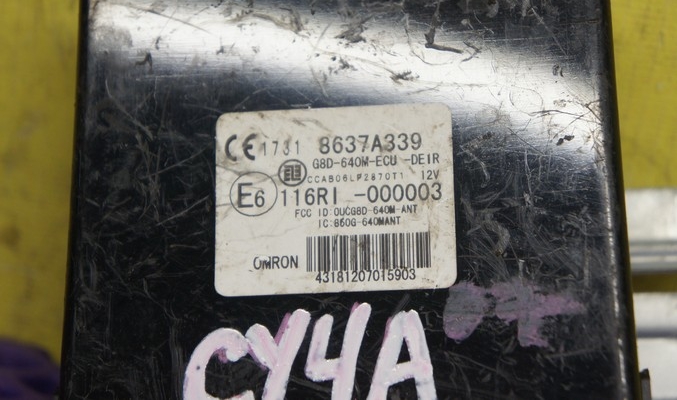 CE 1731 8637A339
G8D-640M-ECU -DEIR
CCAB06LP2870T1 12V
E6 116RI -000003
FCC ID:OUCG8D-640M-ANT
IC:850G-640MANT
OMRON
43181207015903
CY4A